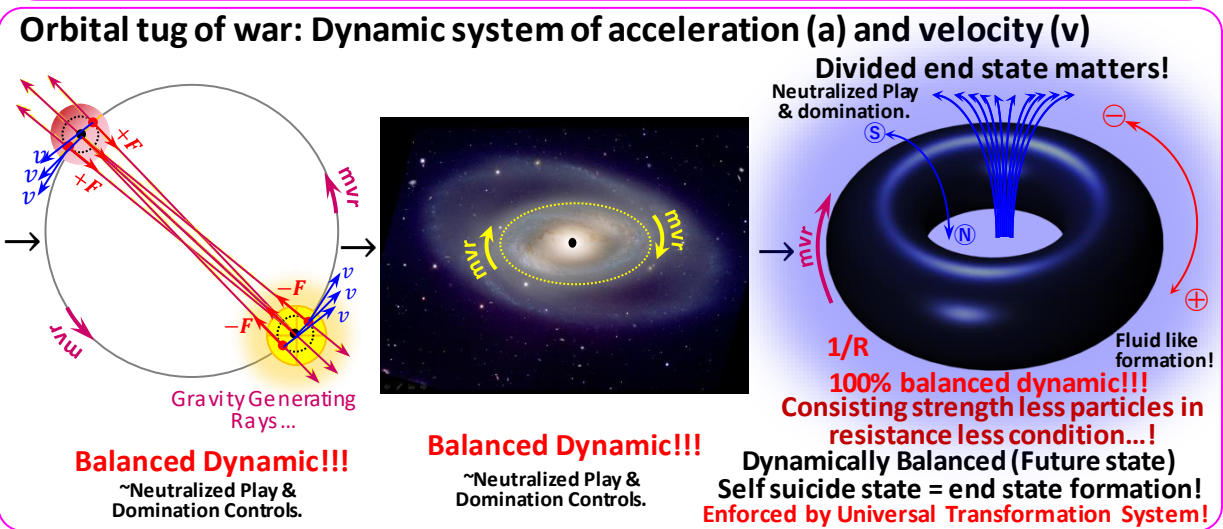 Orbital tug of war: Dynamic system of acceleration (a) and velocity (v)
+F
+F
v
v
v
mvr
mvr
−F
−F
v
v
v
Gravity Generating
Rays...
Balanced Dynamic!!!
~Neutralized Play &
Domination Controls.
mvr
mvr
Balanced Dynamic!!!
~Neutralized Play &
Domination Controls.
Divided end state matters!
Neutralized Play
& domination.
S
N
−
+
mvr
Fluid like
formation!
1/R
100% balanced dynamic!!!
Consisting strength less particles in
resistance less condition...!
Dynamically Balanced (Future state)
Self suicide state = end state formation!
Enforced by Universal Transformation System!